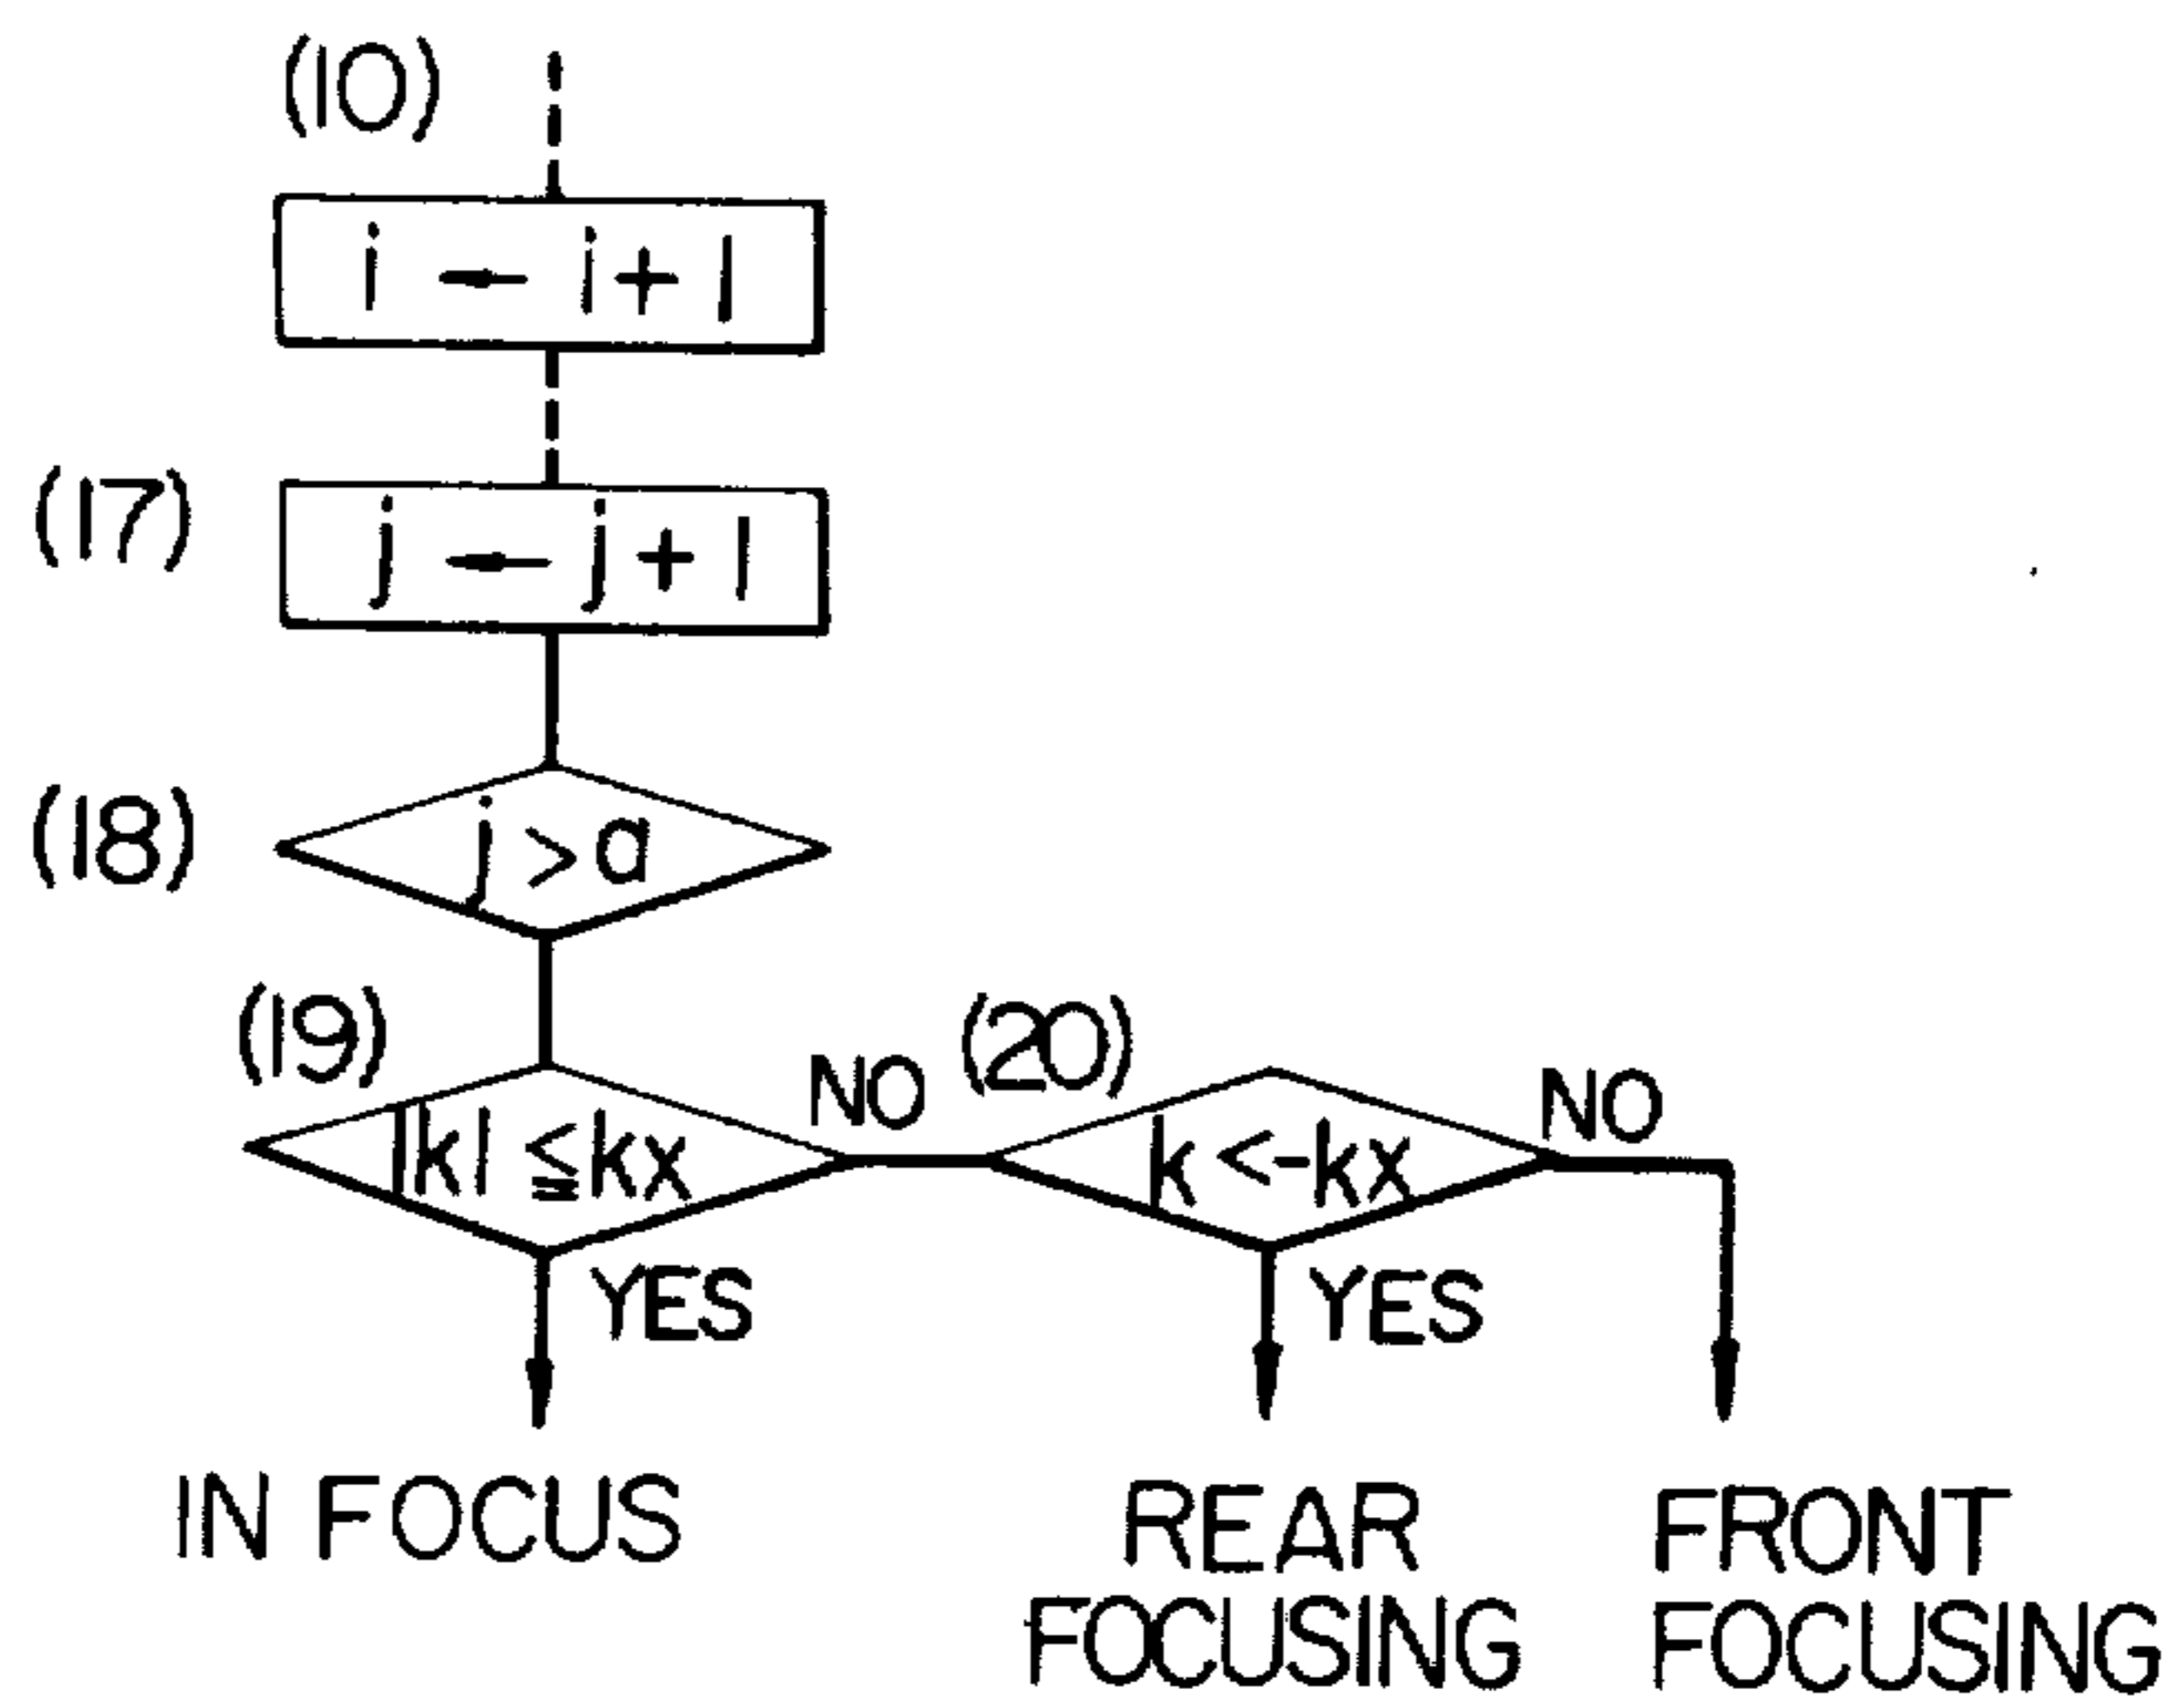 (10)
i ← i + 1
(17)
j ← j + 1
(18)
j > a
(19)
|k| ≦ kx
NO
(20)
k < -kx
NO
YES
YES
IN FOCUS
REAR
FOCUSING
FRONT
FOCUSING